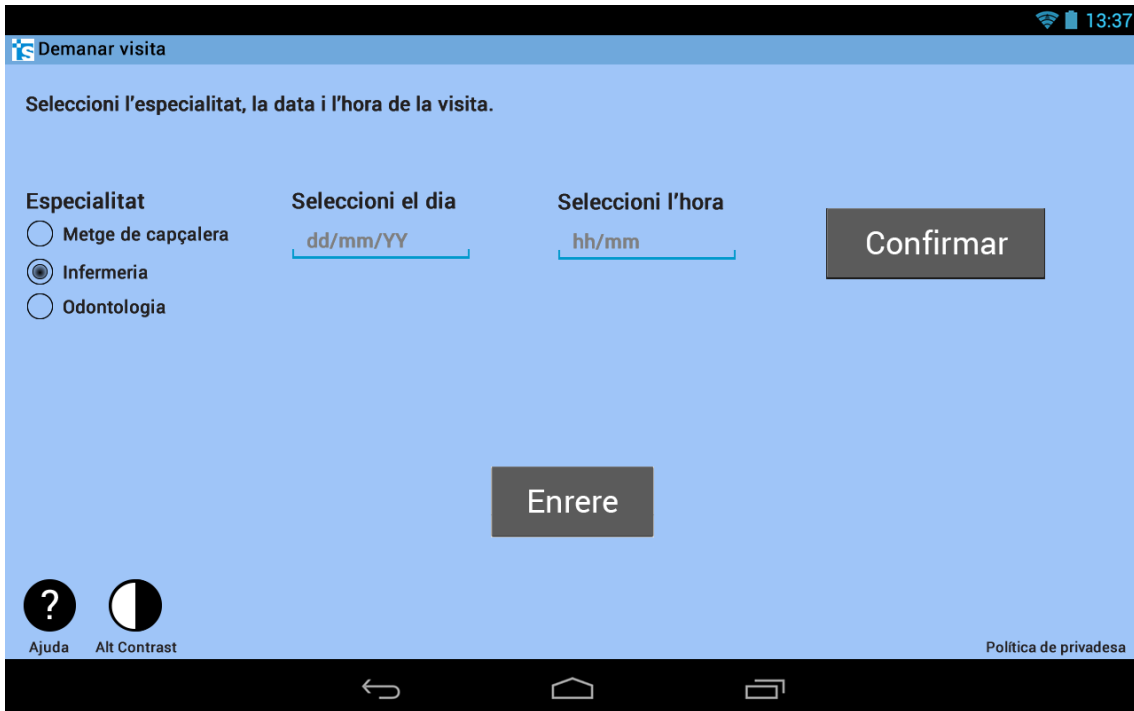 13:37
Demanar visita
Seleccioni l'especialitat, la data i l'hora de la visita.
Especialitat
Metge de capçalera
Infermeria
Odontologia
Seleccioni el dia
dd/mm/YY
Seleccioni l'hora
hh/mm
Confirmar
Enrere
?
Ajuda
Alt Contrast
Política de privadesa